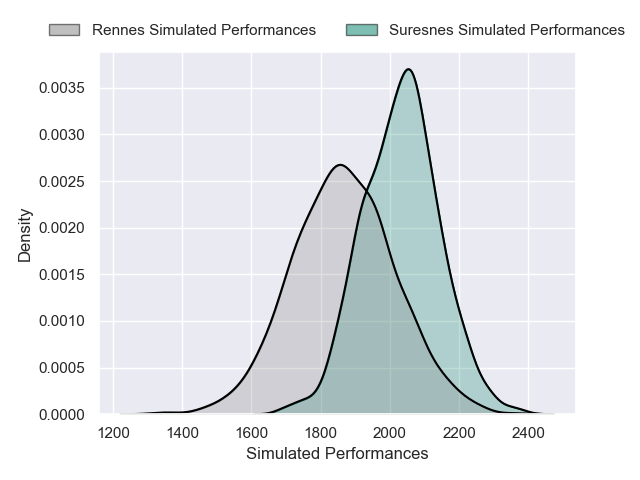 Rennes Simulated Performances Suresnes Simulated Performances
0.0035
0.0030
0.0025
0.0020
0.0015
0.0010
0.0005
0.0000
Density
1200 1400 1600 1800 2000 2200 2400
Simulated Performances